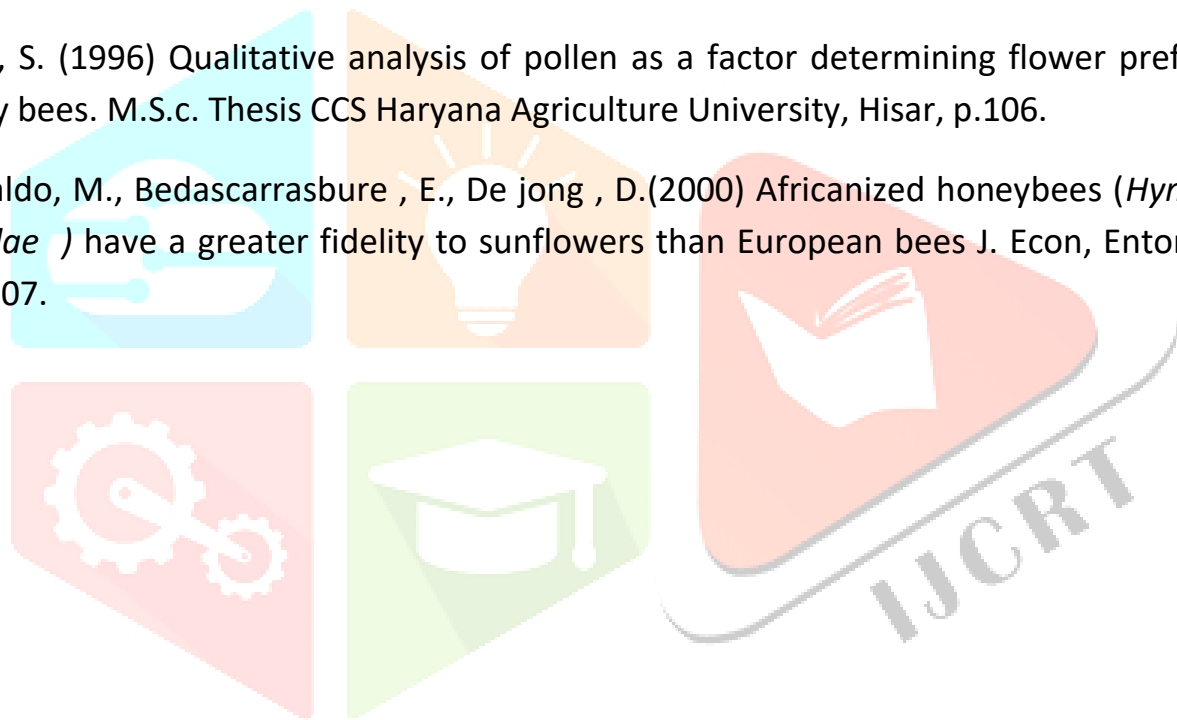 , S. (1996) Qualitative analysis of pollen as a factor determining flower pref
y bees. M.S.c. Thesis CCS Haryana Agriculture University, Hisar, p.106.
aldo, M., Bedascarrasbure , E., De jong , D.(2000) Africanized honeybees (Hyn
dae ) have a greater fidelity to sunflowers than European bees J. Econ, Entor
07.
IJCRT